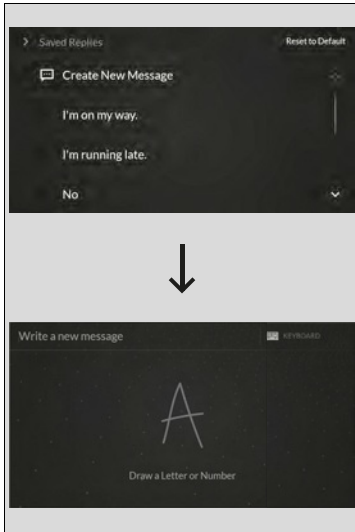 Saved Replies
Reset to Default
Create New Message
I'm on my way.
I'm running late.
No
Write a new message
KEYBOARD
A
Draw a Letter or Number